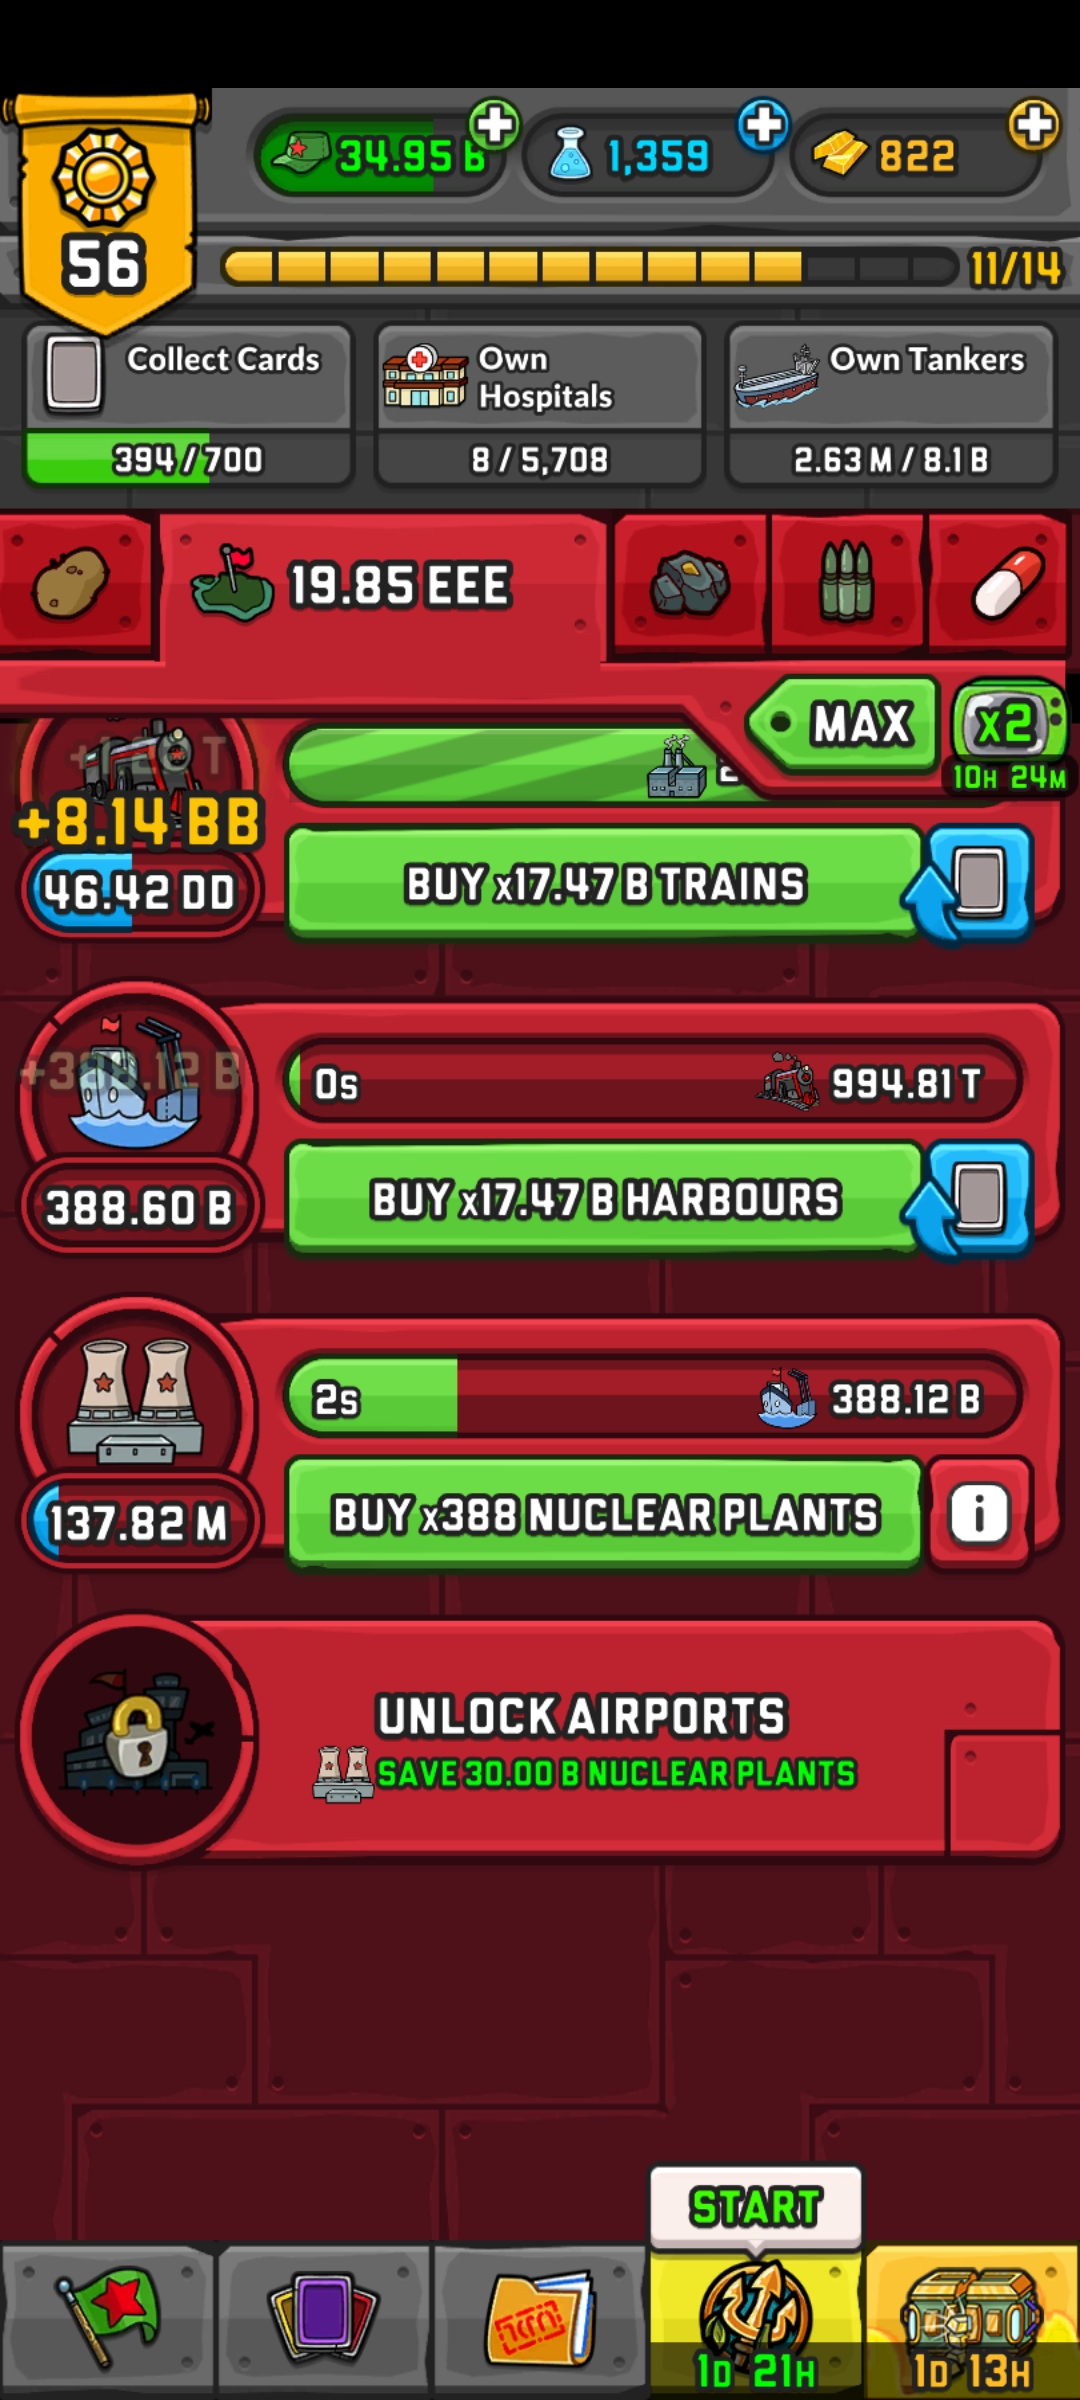 34.95 B
1,359
822
56
11/14
Collect Cards
Own
Hospitals
Own Tankers
394/700
8/5,708
2.63 M/8.1 B
19.85 EEE
MAX
x2
10H 24M
+8.14 BB
46.42 DD
BUY x17.47 B TRAINS
+388.12 B
0s
994.81 T
388.60 B
BUY x17.47 B HARBOURS
2s
388.12 B
137.82 M
BUY x388 NUCLEAR PLANTS
i
UNLOCK AIRPORTS
SAVE 30.00 B NUCLEAR PLANTS
START
1D 21H
1D 13H